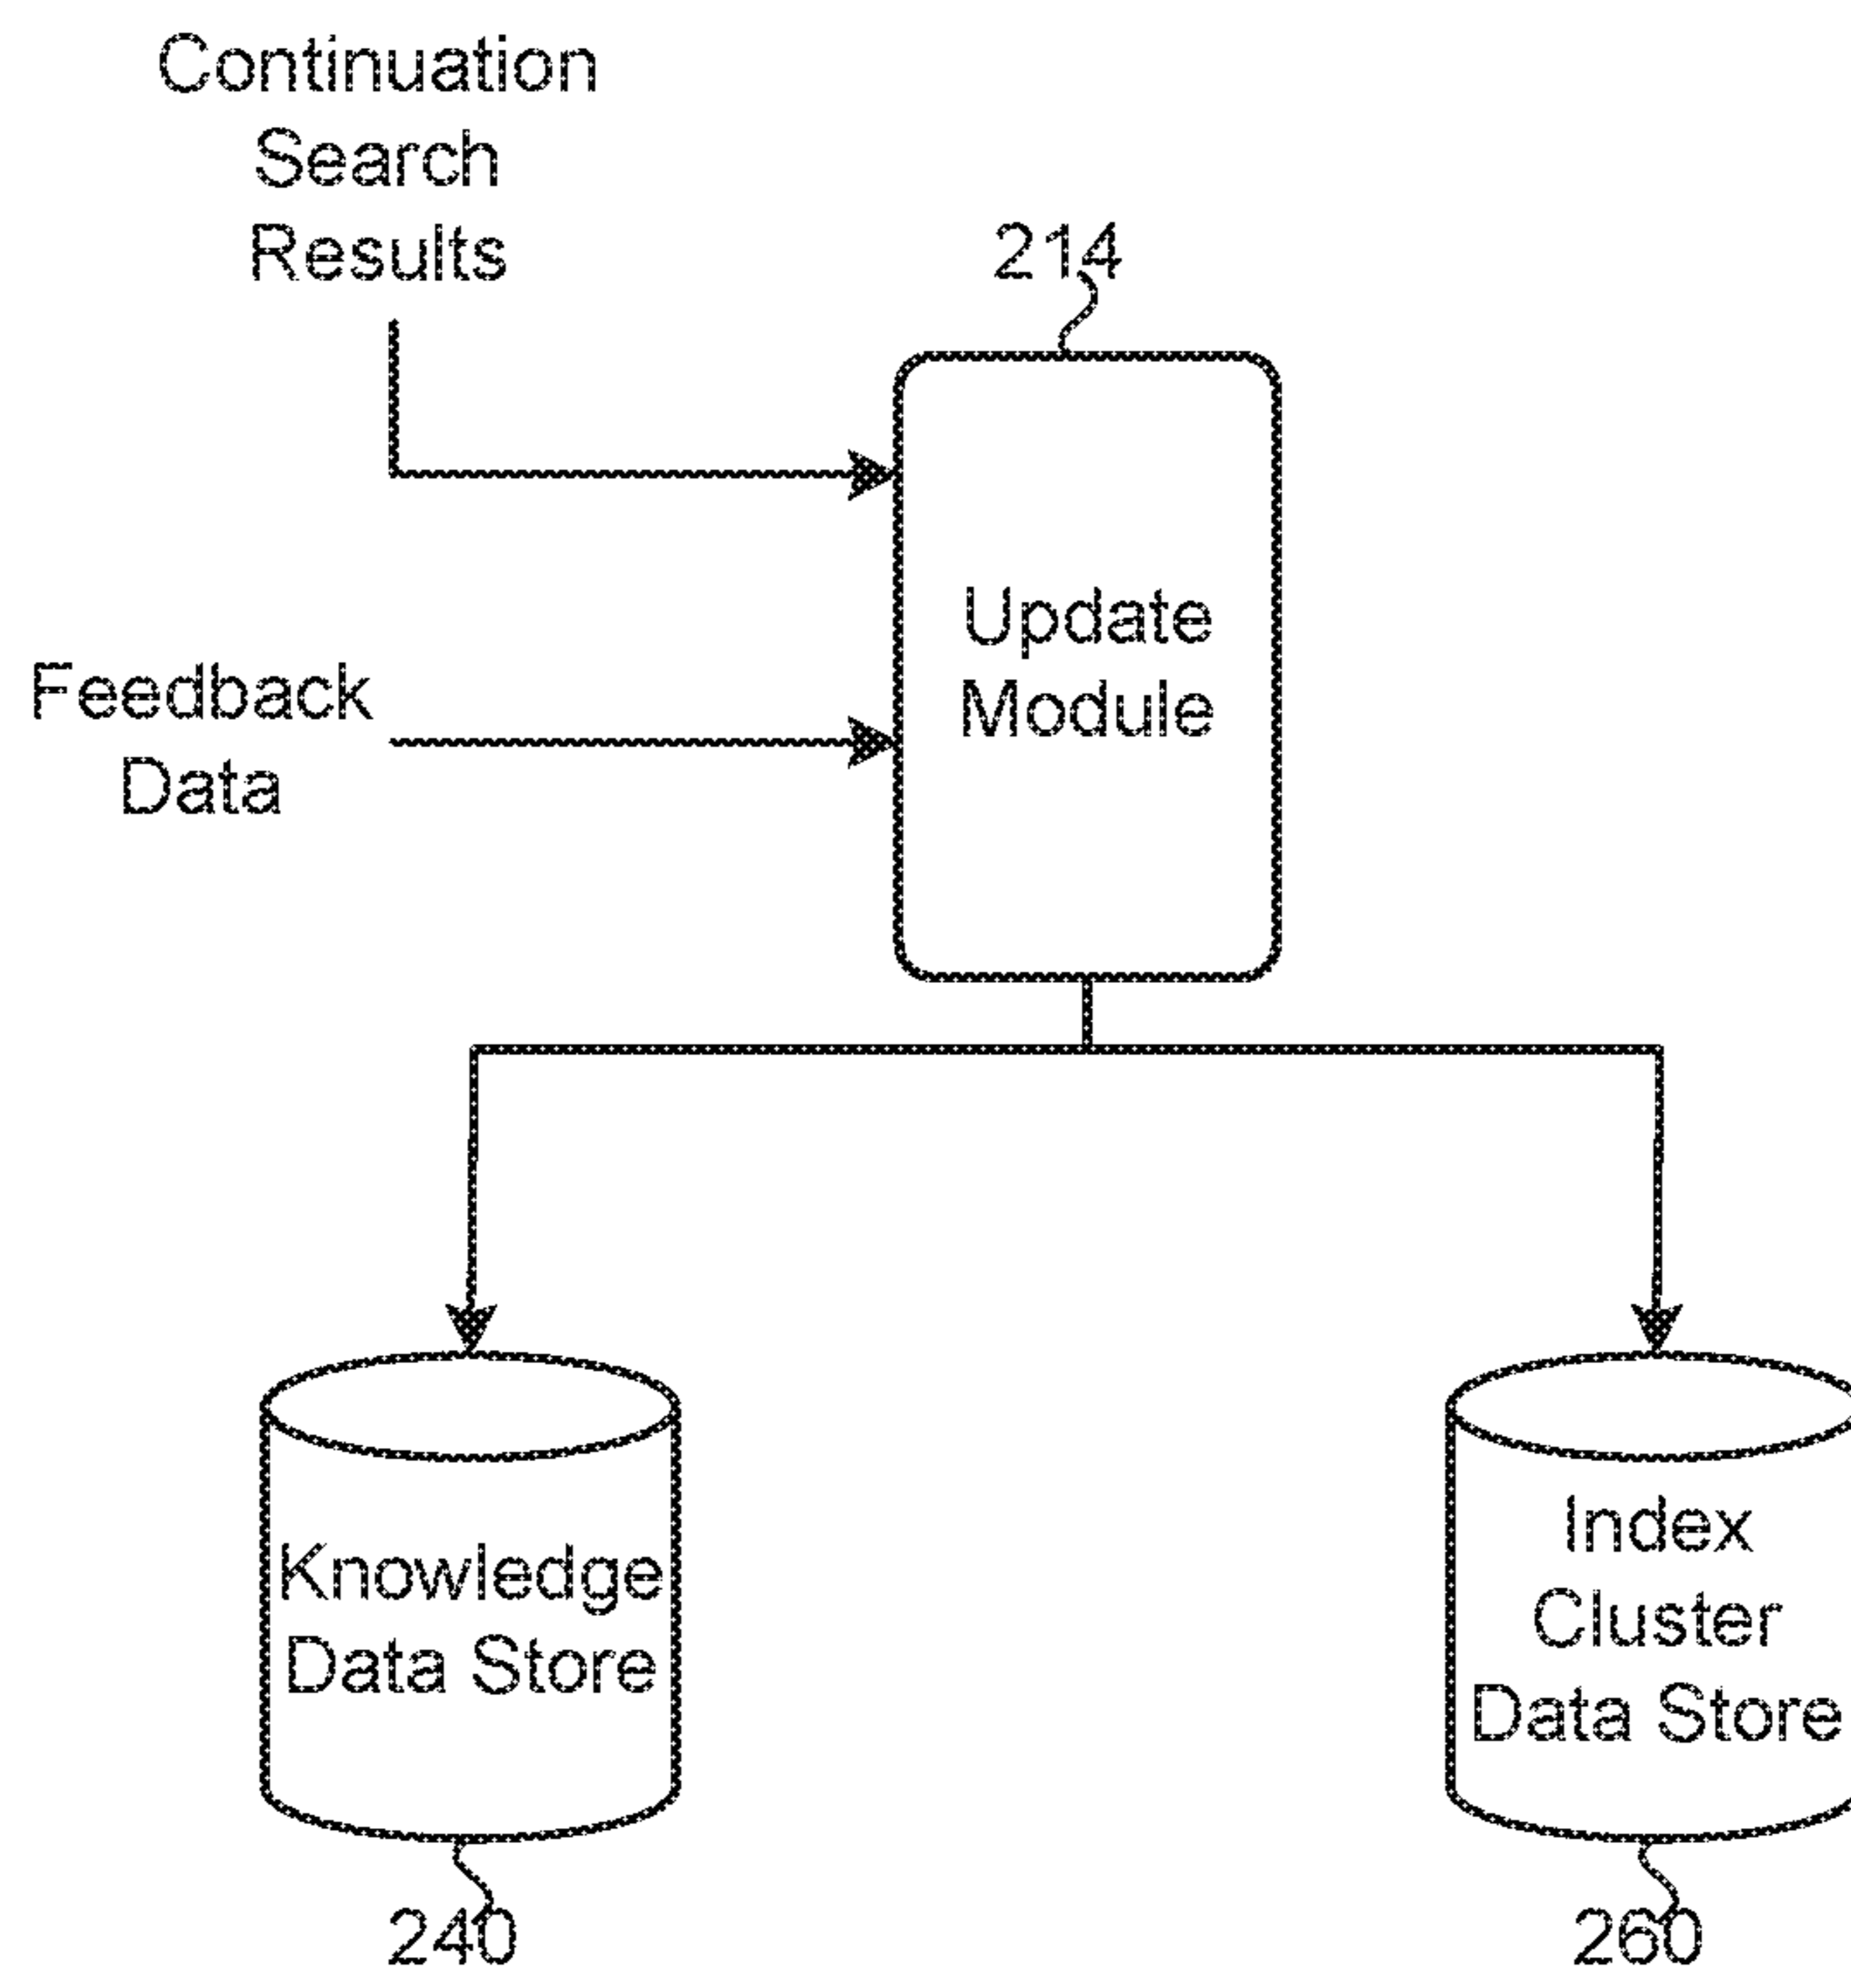 Continuation
Search
Results
214
Update
Module
Feedback
Data
Knowledge
Data Store
Index
Cluster
Data Store
240
260